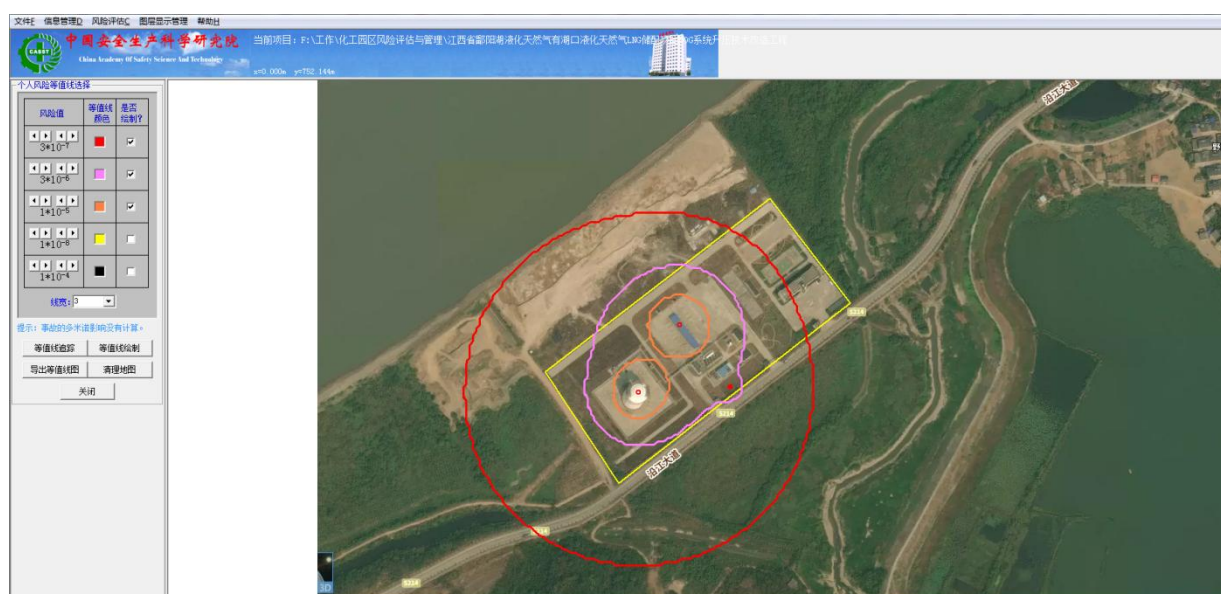 文件F 信息管理D 风险评估C 图层显示管理 帮助H
CASST
中国安全生产科学研究院
China Academy Of Safety Science And Technology
当前项目：F:\工作\化工园区风险评估与管理\江西省鄱阳湖液化天然气有湖口液化天然气LNG储
x=0.000m y=752.144m
个人风险等值线选择
风险值 等值线颜色 是否绘制?
3*10-7
3*10-6
1*10-5
1*10-8
1*10-4
线宽: 3
提示：事故的多米诺影响没有计算。
等值线追踪 等值线绘制
导出等值线图 清理地图
关闭
沿江大道
野
S214
S214
沿江大道
S214
S214
3D